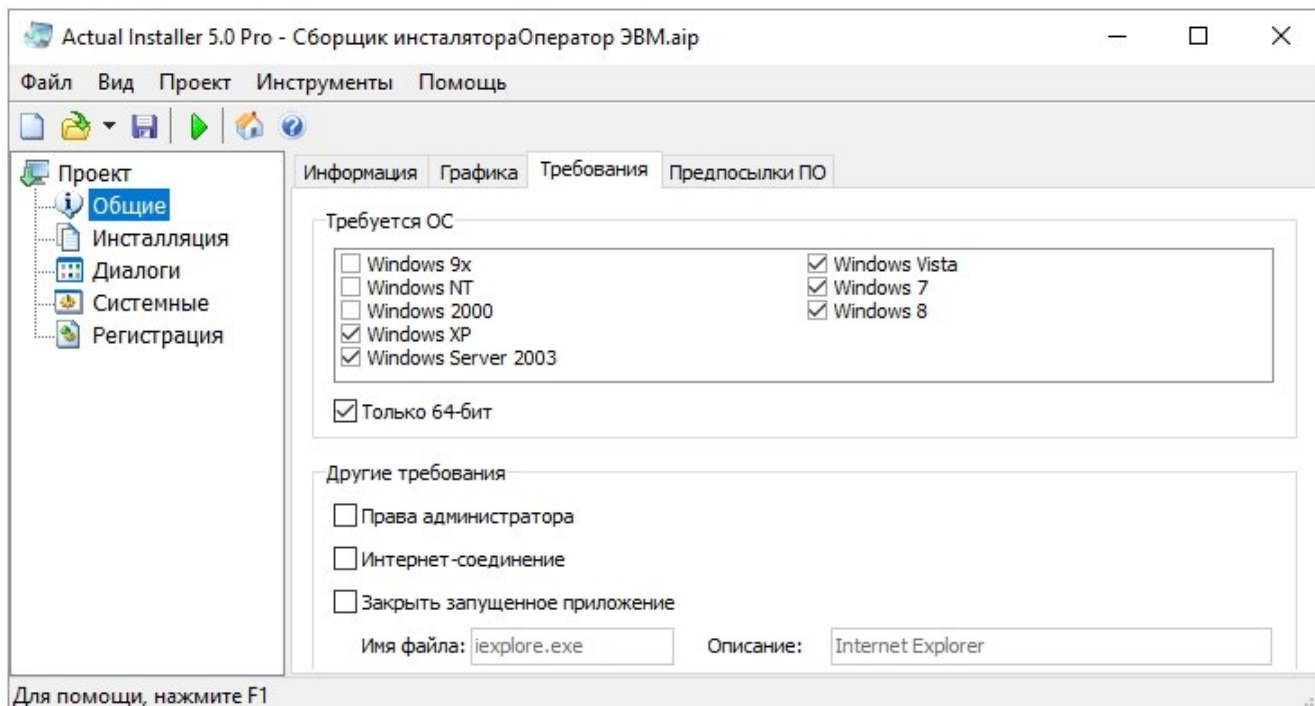 Actual Installer 5.0 Pro - Сборщик инсталятораОператор ЭВМ.aip
Файл Вид Проект Инструменты Помощь
Проект
Общие
Инсталляция
Диалоги
Системные
Регистрация
Информация Графика Требования Предпосылки ПО
Требуется ОС
Windows 9x
Windows NT
Windows 2000
Windows XP
Windows Server 2003
Windows Vista
Windows 7
Windows 8
Только 64-бит
Другие требования
Права администратора
Интернет-соединение
Закрыть запущенное приложение
Имя файла: iexplore.exe Описание: Internet Explorer
Для помощи, нажмите F1